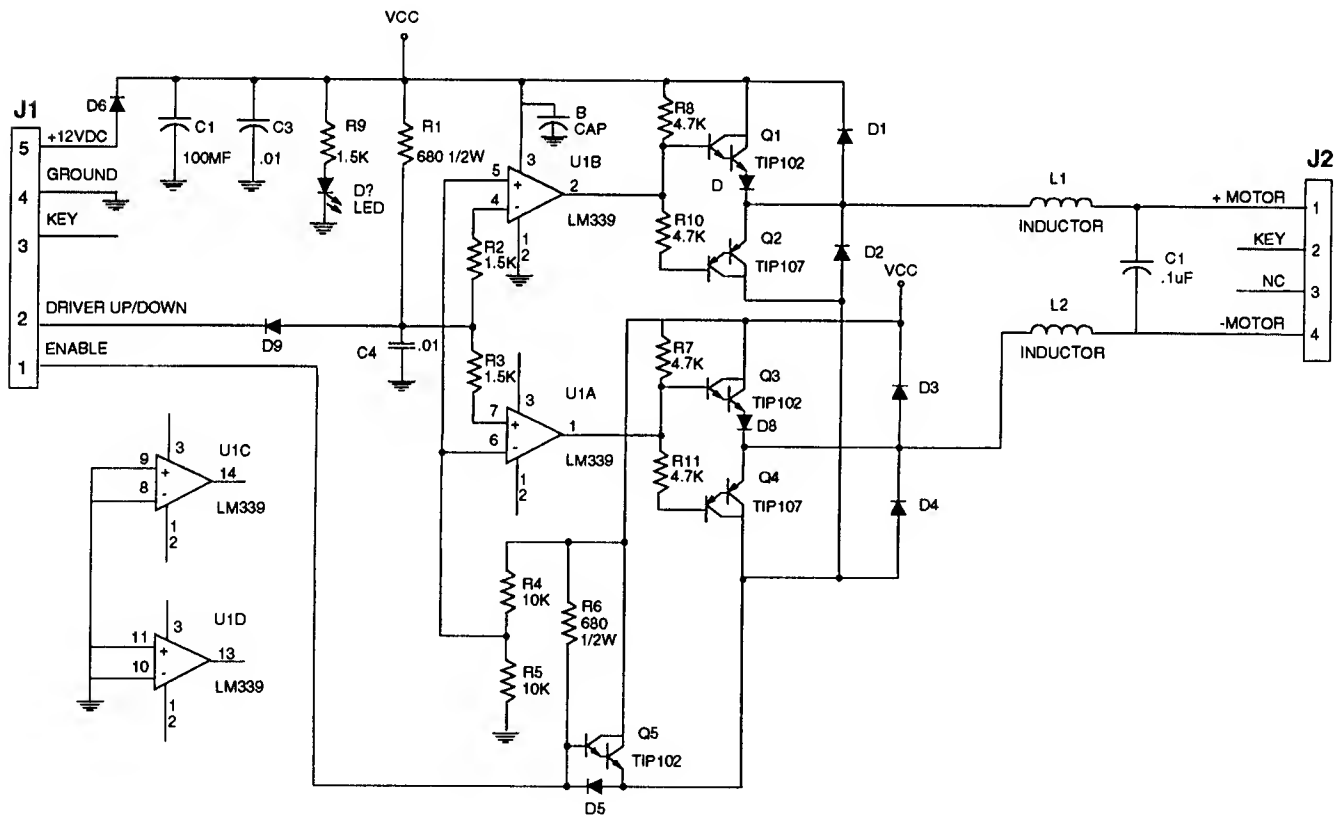 VCC
J1
D6
+12VDC
5
GROUND
4
KEY
3
DRIVER UP/DOWN
2
ENABLE
1
C1
100MF
C3
.01
R9
1.5K
D?
LED
R1
680 1/2W
B
CAP
3
5
+
4
-
U1B
2
LM339
1
2
R2
1.5K
R8
4.7K
Q1
TIP102
D
R10
4.7K
Q2
TIP107
D1
D2
L1
INDUCTOR
J2
+ MOTOR
1
KEY
2
NC
3
-MOTOR
4
C1
.1uF
L2
INDUCTOR
VCC
D9
C4
.01
R3
1.5K
U1A
3
7
+
6
-
1
LM339
1
2
R7
4.7K
Q3
TIP102
D8
R11
4.7K
Q4
TIP107
D3
D4
U1C
3
9
+
8
-
14
LM339
1
2
U1D
3
11
+
10
-
13
LM339
1
2
R4
10K
R5
10K
R6
680
1/2W
Q5
TIP102
D5